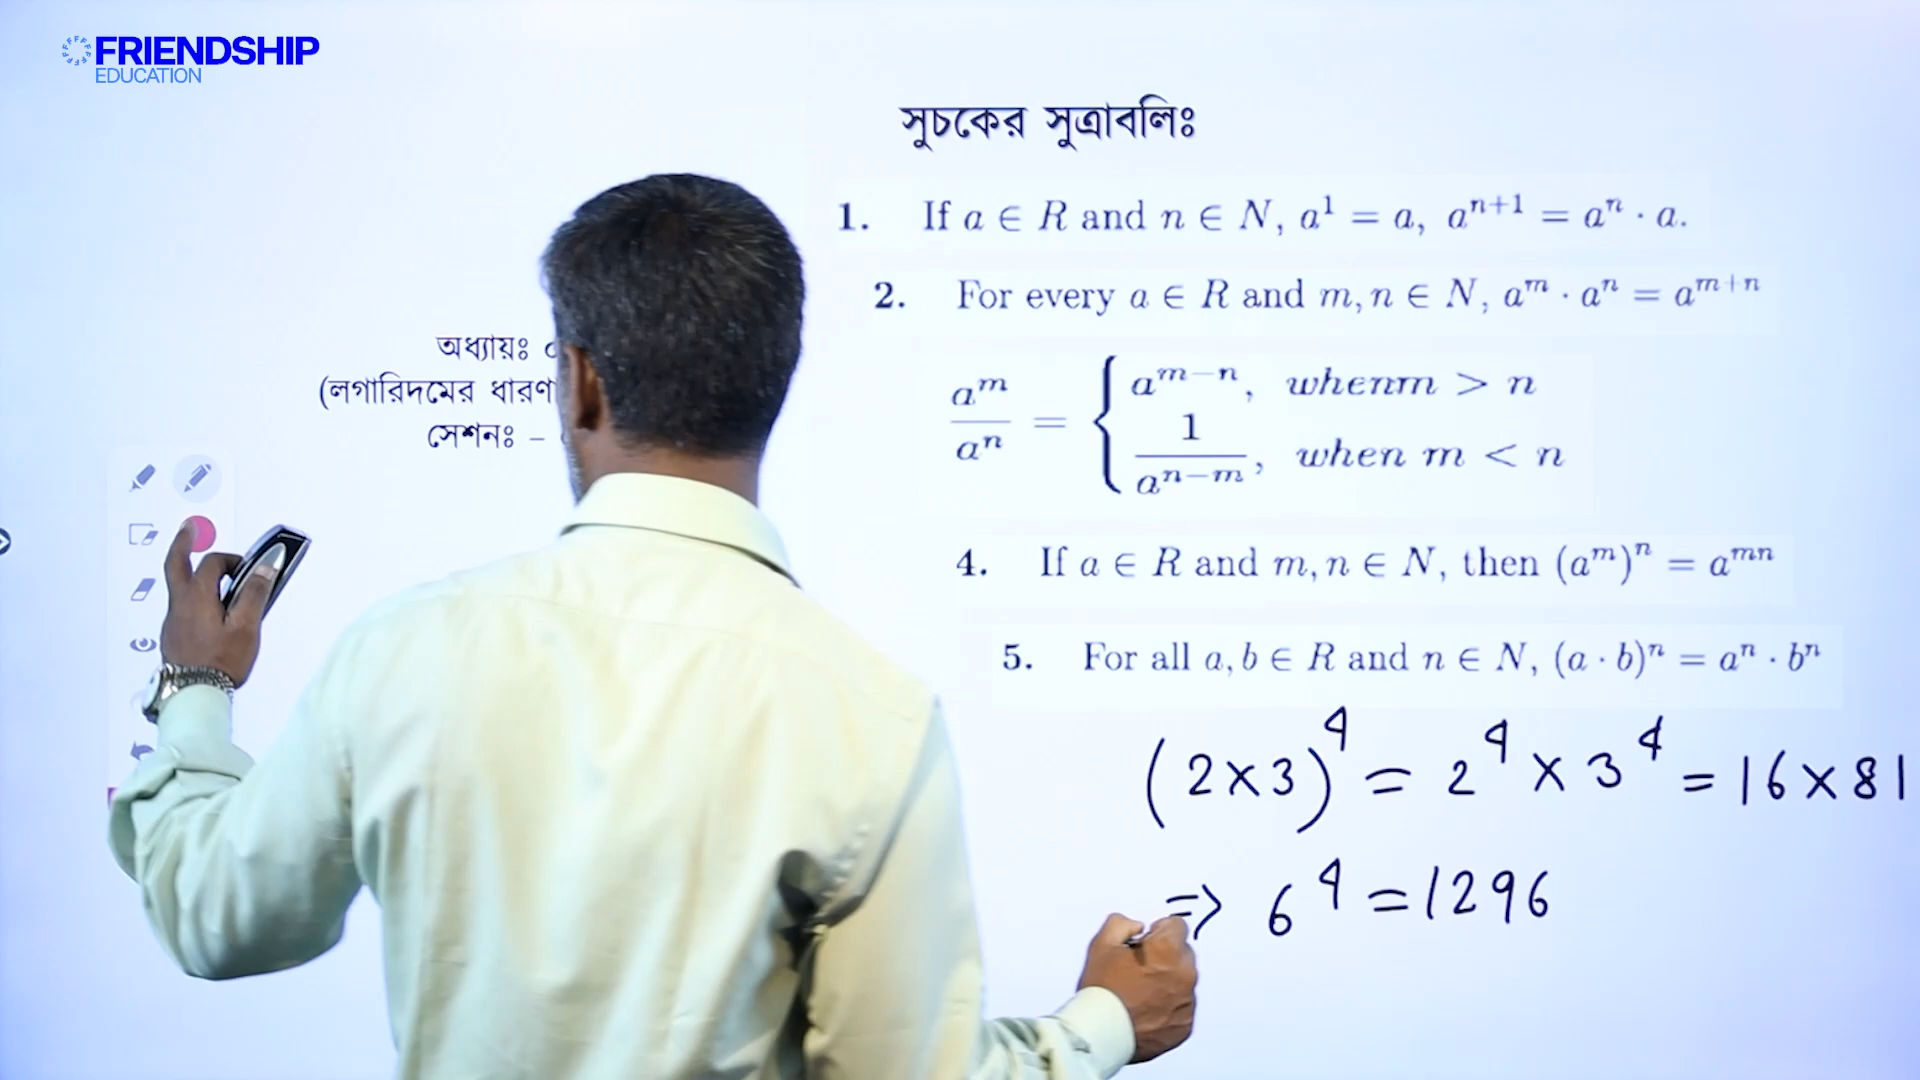 FRIENDSHIP
EDUCATION
সুচকের সুত্রাবলিঃ
1. If a ∈ R and n ∈ N, a¹ = a, aⁿ⁺¹ = aⁿ · a.
2. For every a ∈ R and m, n ∈ N, aᵐ · aⁿ = aᵐ⁺ⁿ
aᵐ/aⁿ = { aᵐ⁻ⁿ, whenm > n
1/aⁿ⁻ᵐ, when m < n
4. If a ∈ R and m, n ∈ N, then (aᵐ)ⁿ = aᵐⁿ
5. For all a, b ∈ R and n ∈ N, (a · b)ⁿ = aⁿ · bⁿ
(2×3)⁴ = 2⁴ × 3⁴ = 16 × 81
=> 6⁴ = 1296
অধ্যায়ঃ
(লগারিদমের ধারণা
সেশনঃ –